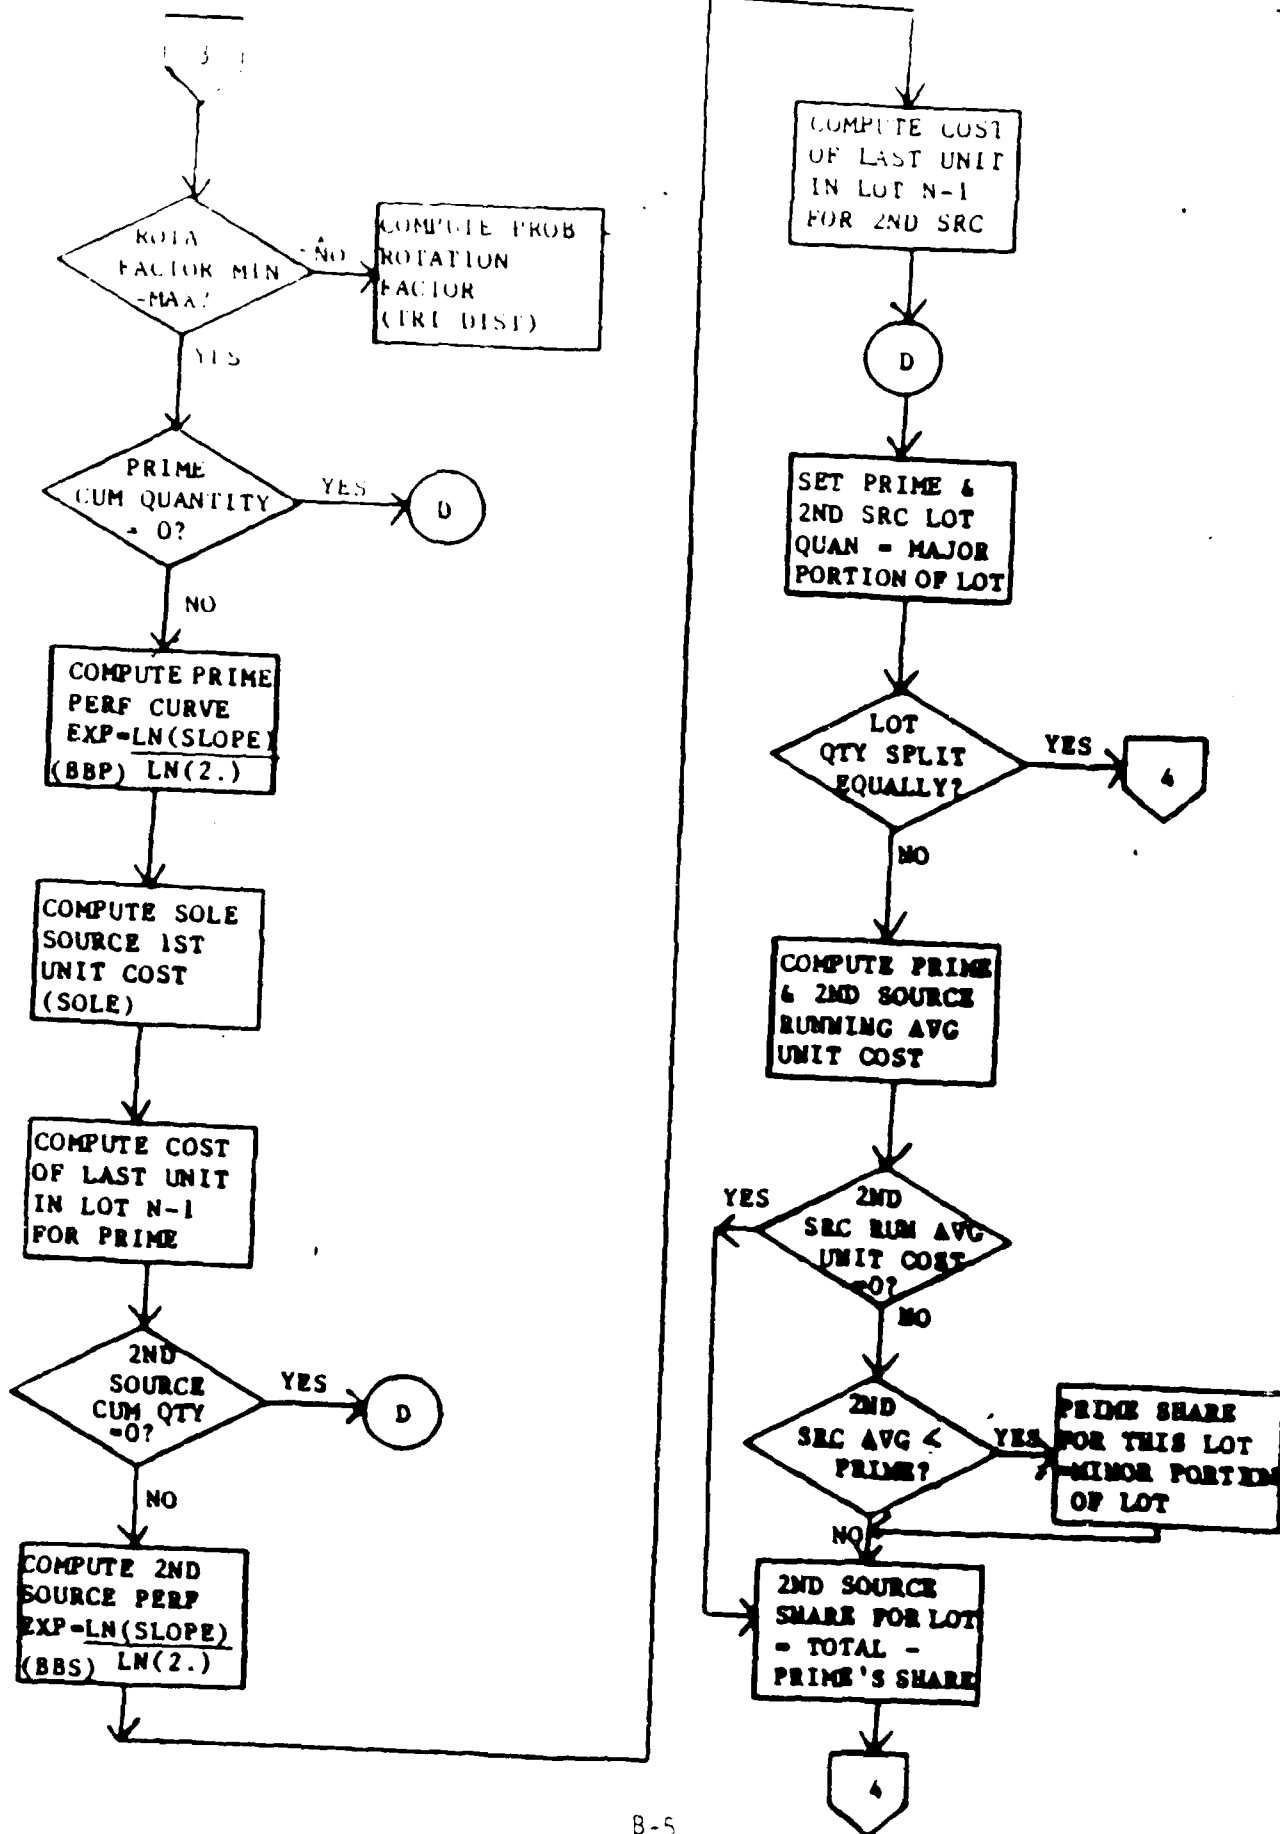 3
ROTA
FACTOR MIN
-MAX?
NO
COMPUTE PROB
ROTATION
FACTOR
(TRI DIST)
YES
PRIME
CUM QUANTITY
= 0?
YES
D
NO
COMPUTE PRIME
PERF CURVE
EXP=LN(SLOPE)
(BBP) LN(2.)
COMPUTE SOLE
SOURCE 1ST
UNIT COST
(SOLE)
COMPUTE COST
OF LAST UNIT
IN LOT N-1
FOR PRIME
2ND
SOURCE
CUM QTY
=0?
YES
D
NO
COMPUTE 2ND
SOURCE PERF
EXP=LN(SLOPE)
(BBS) LN(2.)
COMPUTE COST
OF LAST UNIT
IN LOT N-1
FOR 2ND SRC
D
SET PRIME &
2ND SRC LOT
QUAN = MAJOR
PORTION OF LOT
LOT
QTY SPLIT
EQUALLY?
YES
4
NO
COMPUTE PRIME
& 2ND SOURCE
RUNNING AVG
UNIT COST
2ND
SRC RUN AVG
UNIT COST
=0?
YES
NO
2ND
SRC AVG <
PRIME?
YES
PRIME SHARE
FOR THIS LOT
=MINOR PORTION
OF LOT
NO
2ND SOURCE
SHARE FOR LOT
= TOTAL -
PRIME'S SHARE
4
B-5